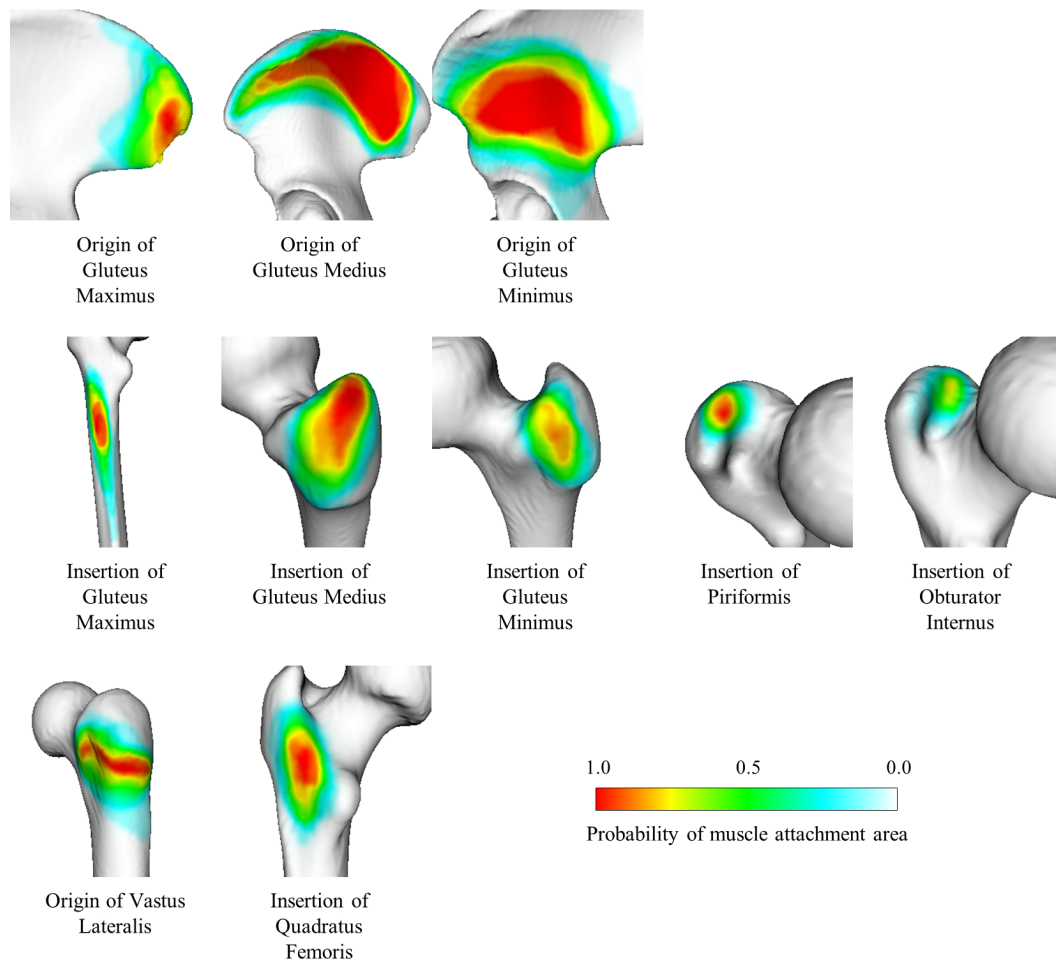 Origin of
Gluteus
Maximus
Origin of
Gluteus Medius
Origin of
Gluteus
Minimus
Insertion of
Gluteus
Maximus
Insertion of
Gluteus Medius
Insertion of
Gluteus
Minimus
Insertion of
Piriformis
Insertion of
Obturator
Internus
Origin of Vastus
Lateralis
Insertion of
Quadratus
Femoris
1.0 0.5 0.0
Probability of muscle attachment area